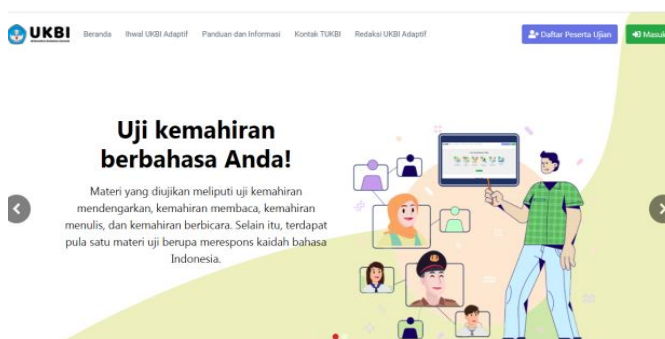 UKBI
Beranda Ihwal UKBI Adaptif Panduan dan Informasi Kontak TUKBI Redaksi UKBI Adaptif
Daftar Peserta Ujian
Masuk
Uji kemahiran
berbahasa Anda!
Materi yang diujikan meliputi uji kemahiran
mendengarkan, kemahiran membaca, kemahiran
menulis, dan kemahiran berbicara. Selain itu, terdapat
pula satu materi uji berupa merespons kaidah bahasa
Indonesia.